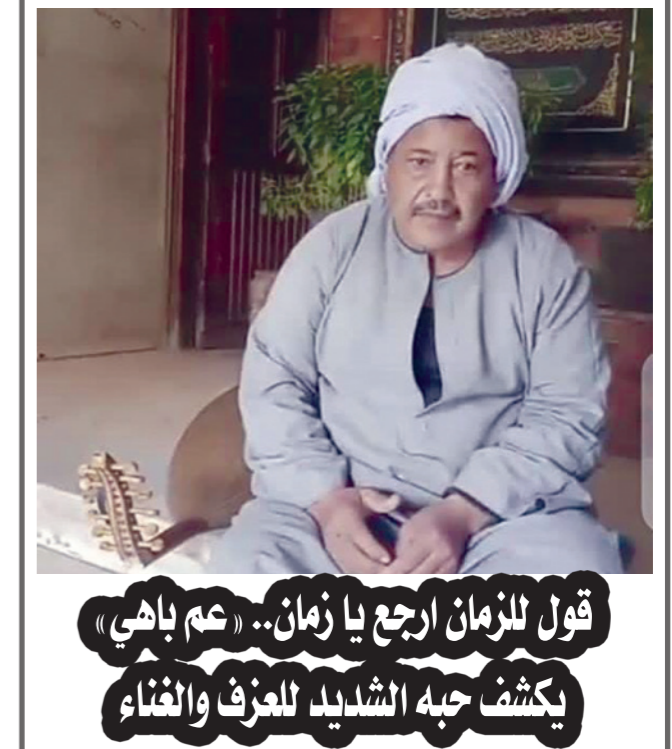 قول للزمان ارجع يا زمان.. «عم باهي»
يكشف حبه الشديد للعزف والغناء